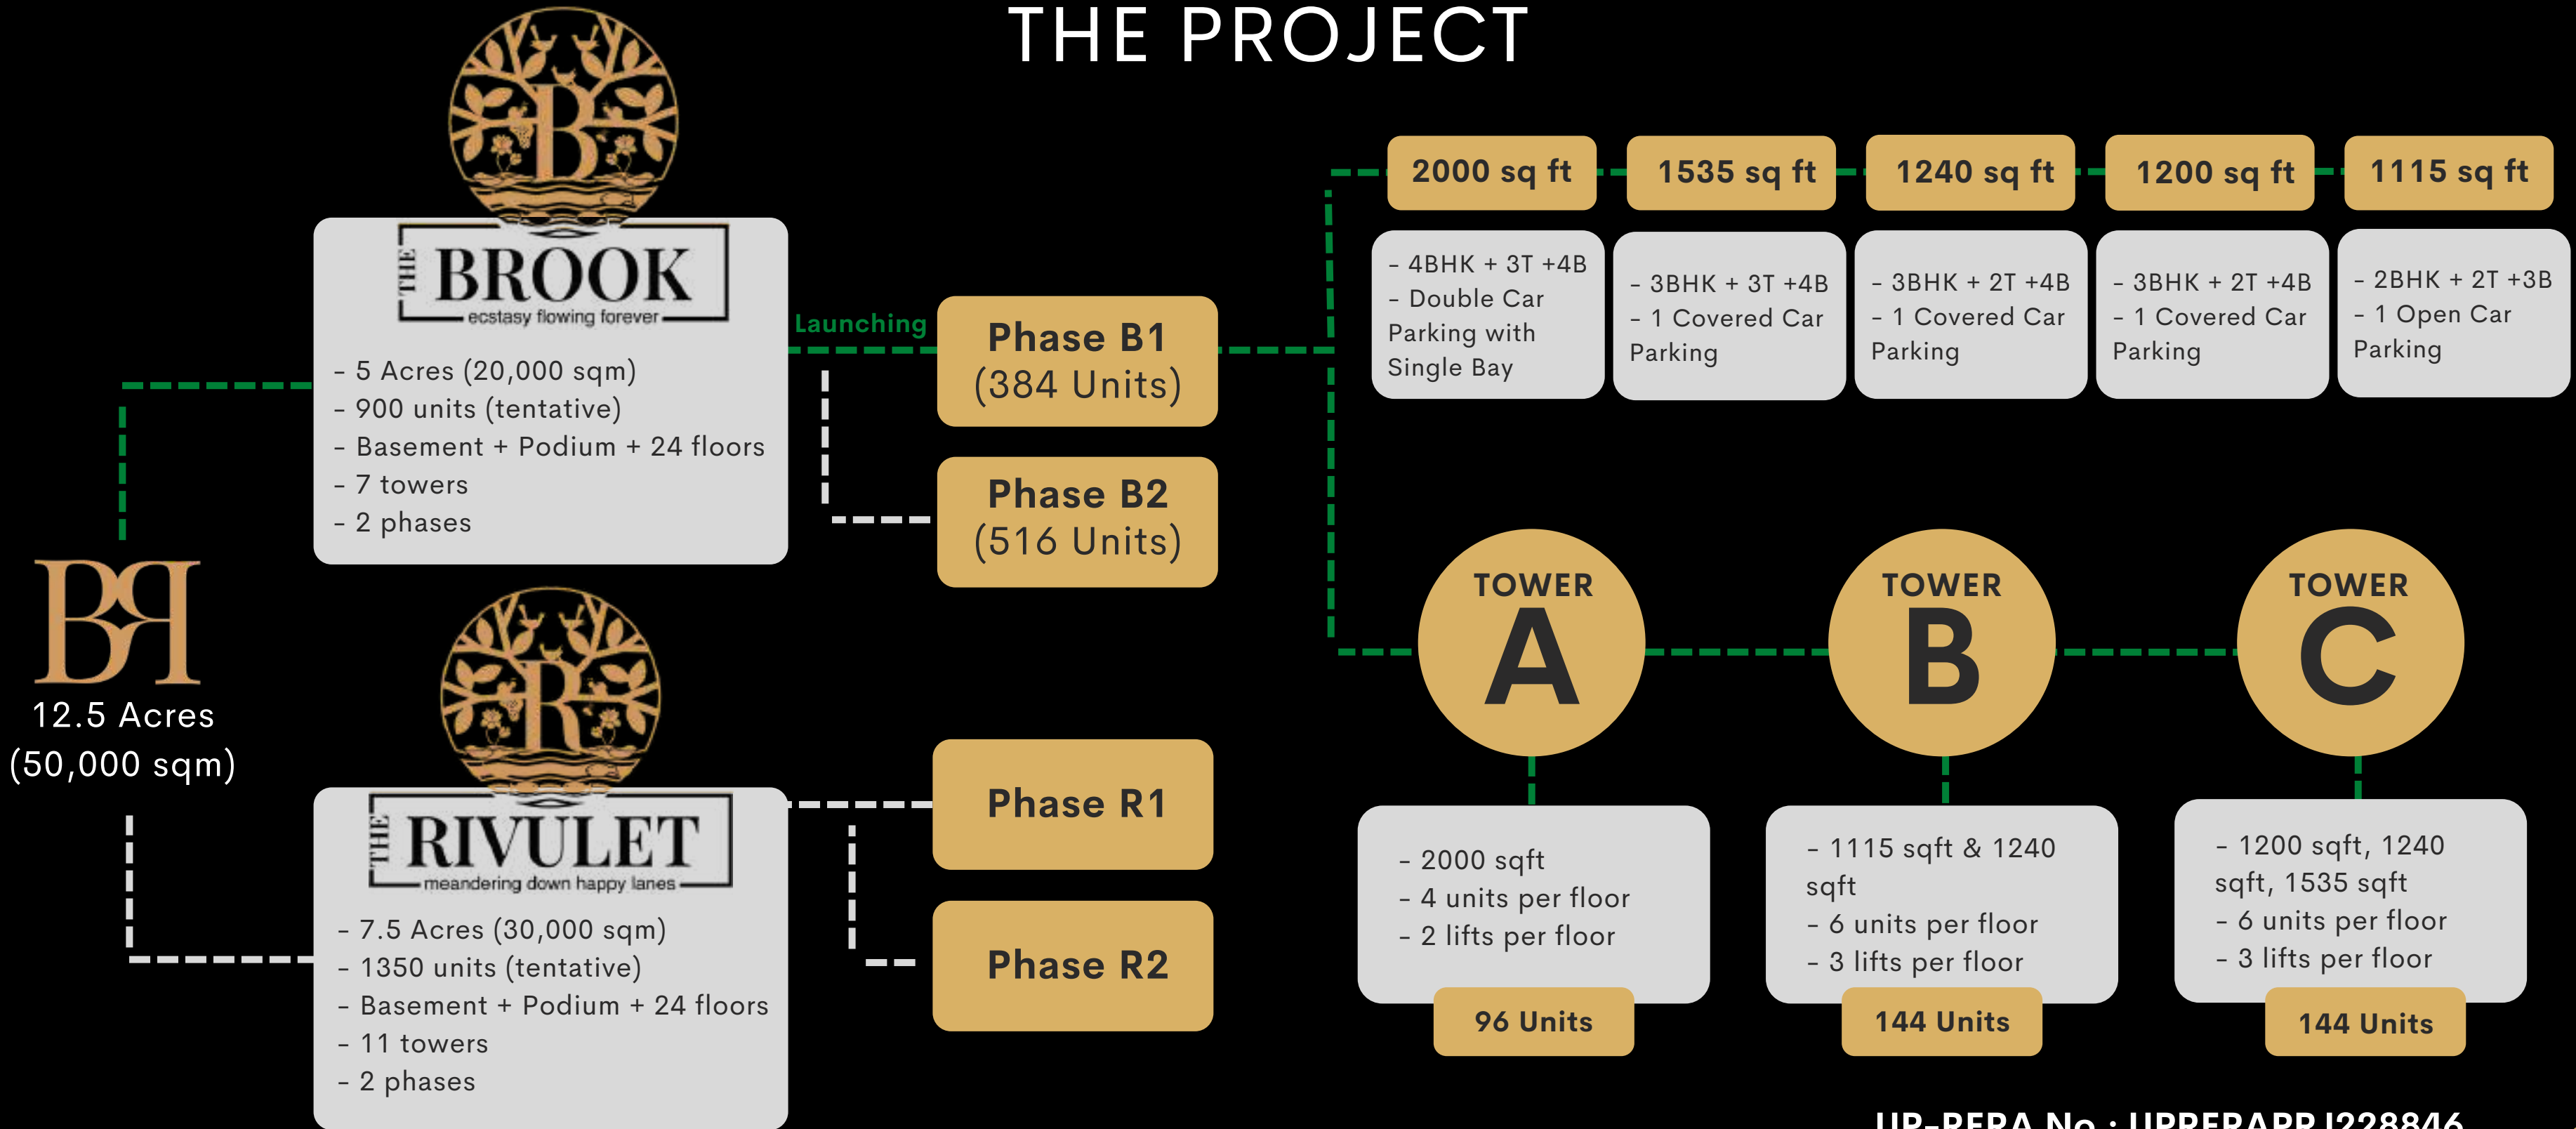 THE PROJECT
B
THE
BROOK
ecstasy flowing forever
- 5 Acres (20,000 sqm)
- 900 units (tentative)
- Basement + Podium + 24 floors
- 7 towers
- 2 phases
12.5 Acres
(50,000 sqm)
R
THE
RIVULET
meandering down happy lanes
- 7.5 Acres (30,000 sqm)
- 1350 units (tentative)
- Basement + Podium + 24 floors
- 11 towers
- 2 phases
Launching
Phase B1
(384 Units)
Phase B2
(516 Units)
Phase R1
Phase R2
2000 sq ft
- 4BHK + 3T +4B
- Double Car
Parking with
Single Bay
1535 sq ft
- 3BHK + 3T +4B
- 1 Covered Car
Parking
1240 sq ft
- 3BHK + 2T +4B
- 1 Covered Car
Parking
1200 sq ft
- 3BHK + 2T +4B
- 1 Covered Car
Parking
1115 sq ft
- 2BHK + 2T +3B
- 1 Open Car
Parking
TOWER
A
- 2000 sqft
- 4 units per floor
- 2 lifts per floor
96 Units
TOWER
B
- 1115 sqft & 1240
sqft
- 6 units per floor
- 3 lifts per floor
144 Units
TOWER
C
- 1200 sqft, 1240
sqft, 1535 sqft
- 6 units per floor
- 3 lifts per floor
144 Units
UP-RERA No : UPRERAPRJ228846